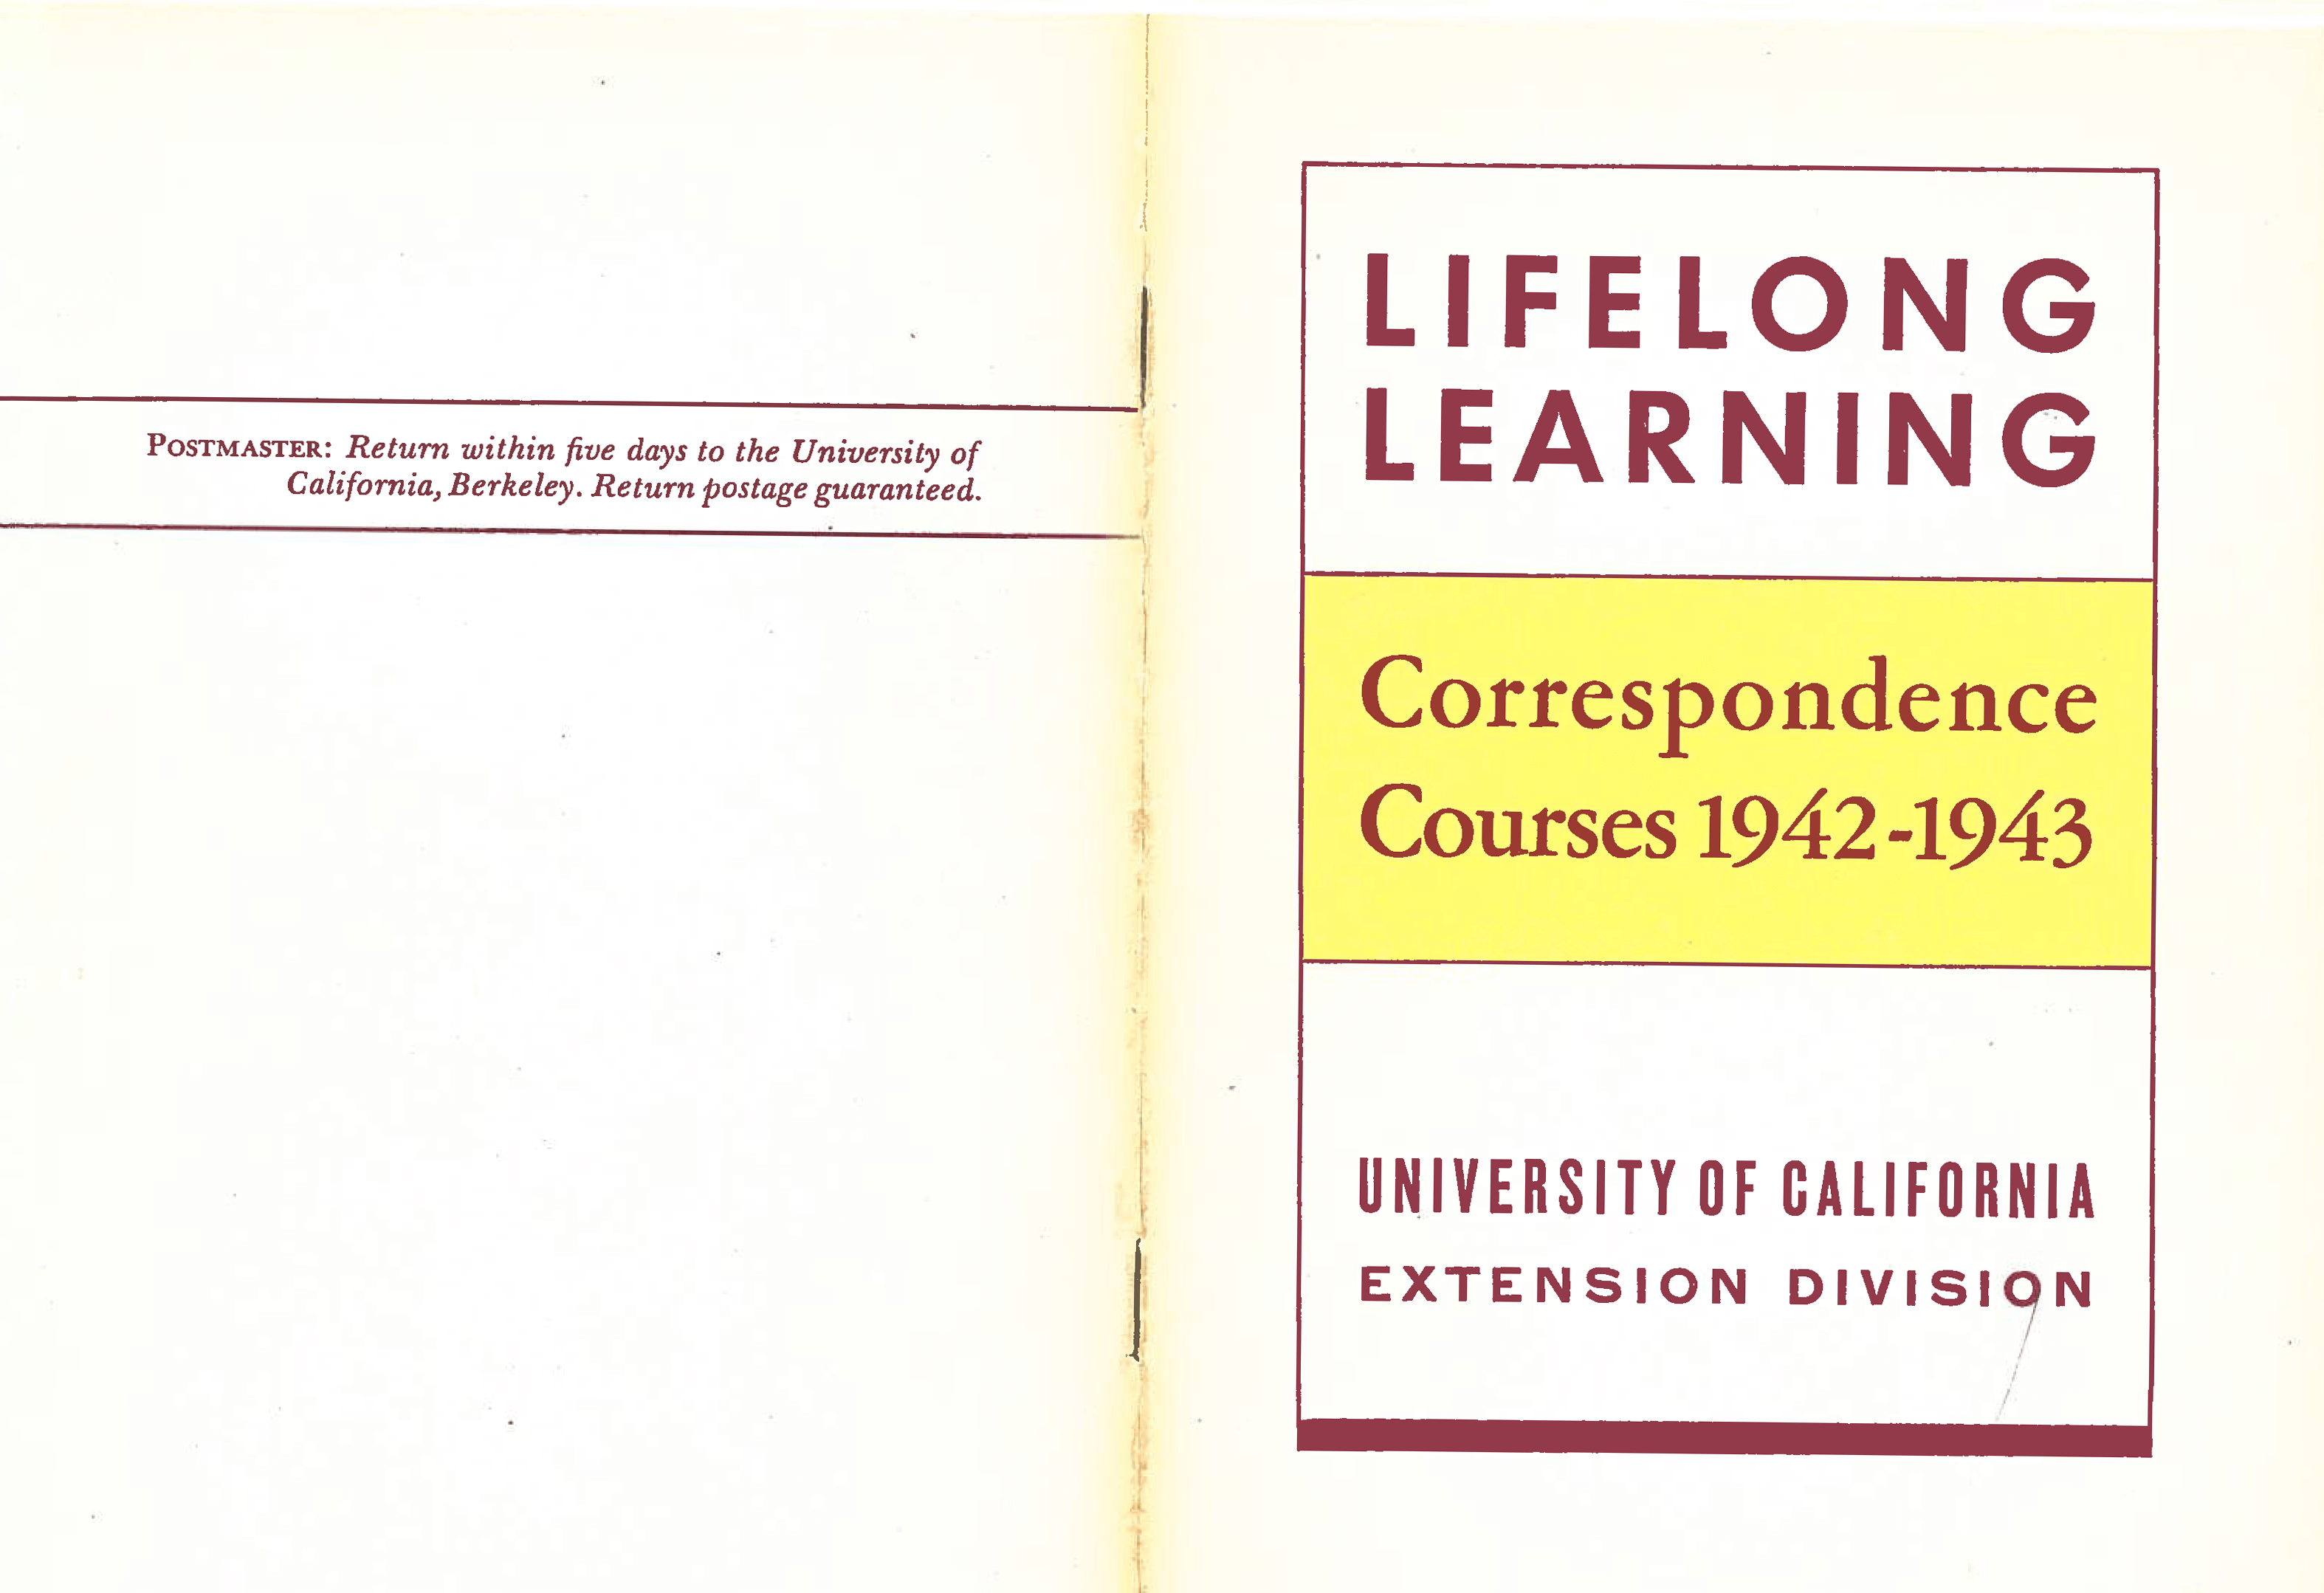 POSTMASTER: Return within five days to the University of
California, Berkeley. Return postage guaranteed.
LIFELONG
LEARNING
Correspondence
Courses 1942-1943
UNIVERSITY OF CALIFORNIA
EXTENSION DIVISION